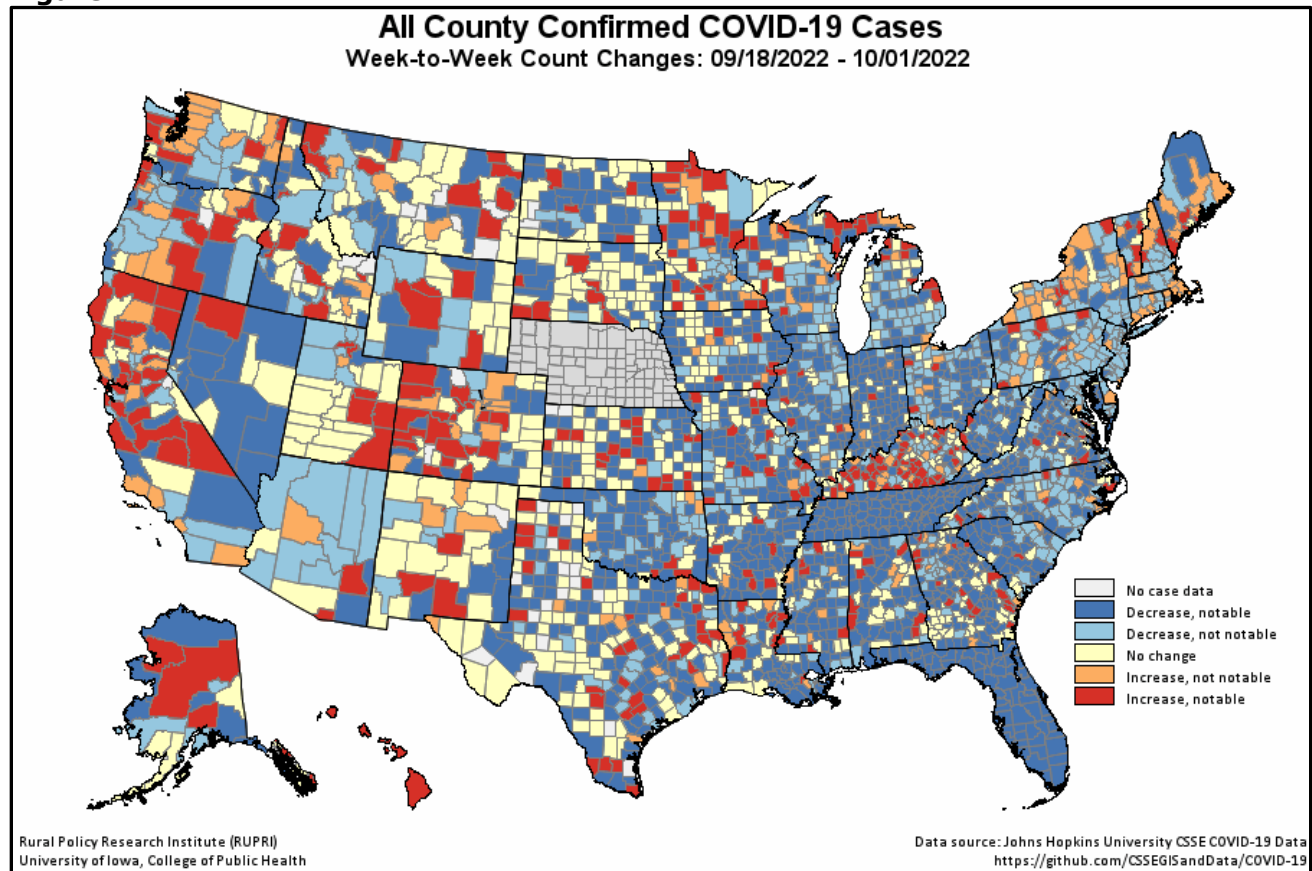 All County Confirmed COVID-19 Cases
Week-to-Week Count Changes: 09/18/2022 - 10/01/2022
No case data
Decrease, notable
Decrease, not notable
No change
Increase, not notable
Increase, notable
Rural Policy Research Institute (RUPRI)
University of Iowa, College of Public Health
Data source: Johns Hopkins University CSSE COVID-19 Data
https://github.com/CSSEGISandData/COVID-19